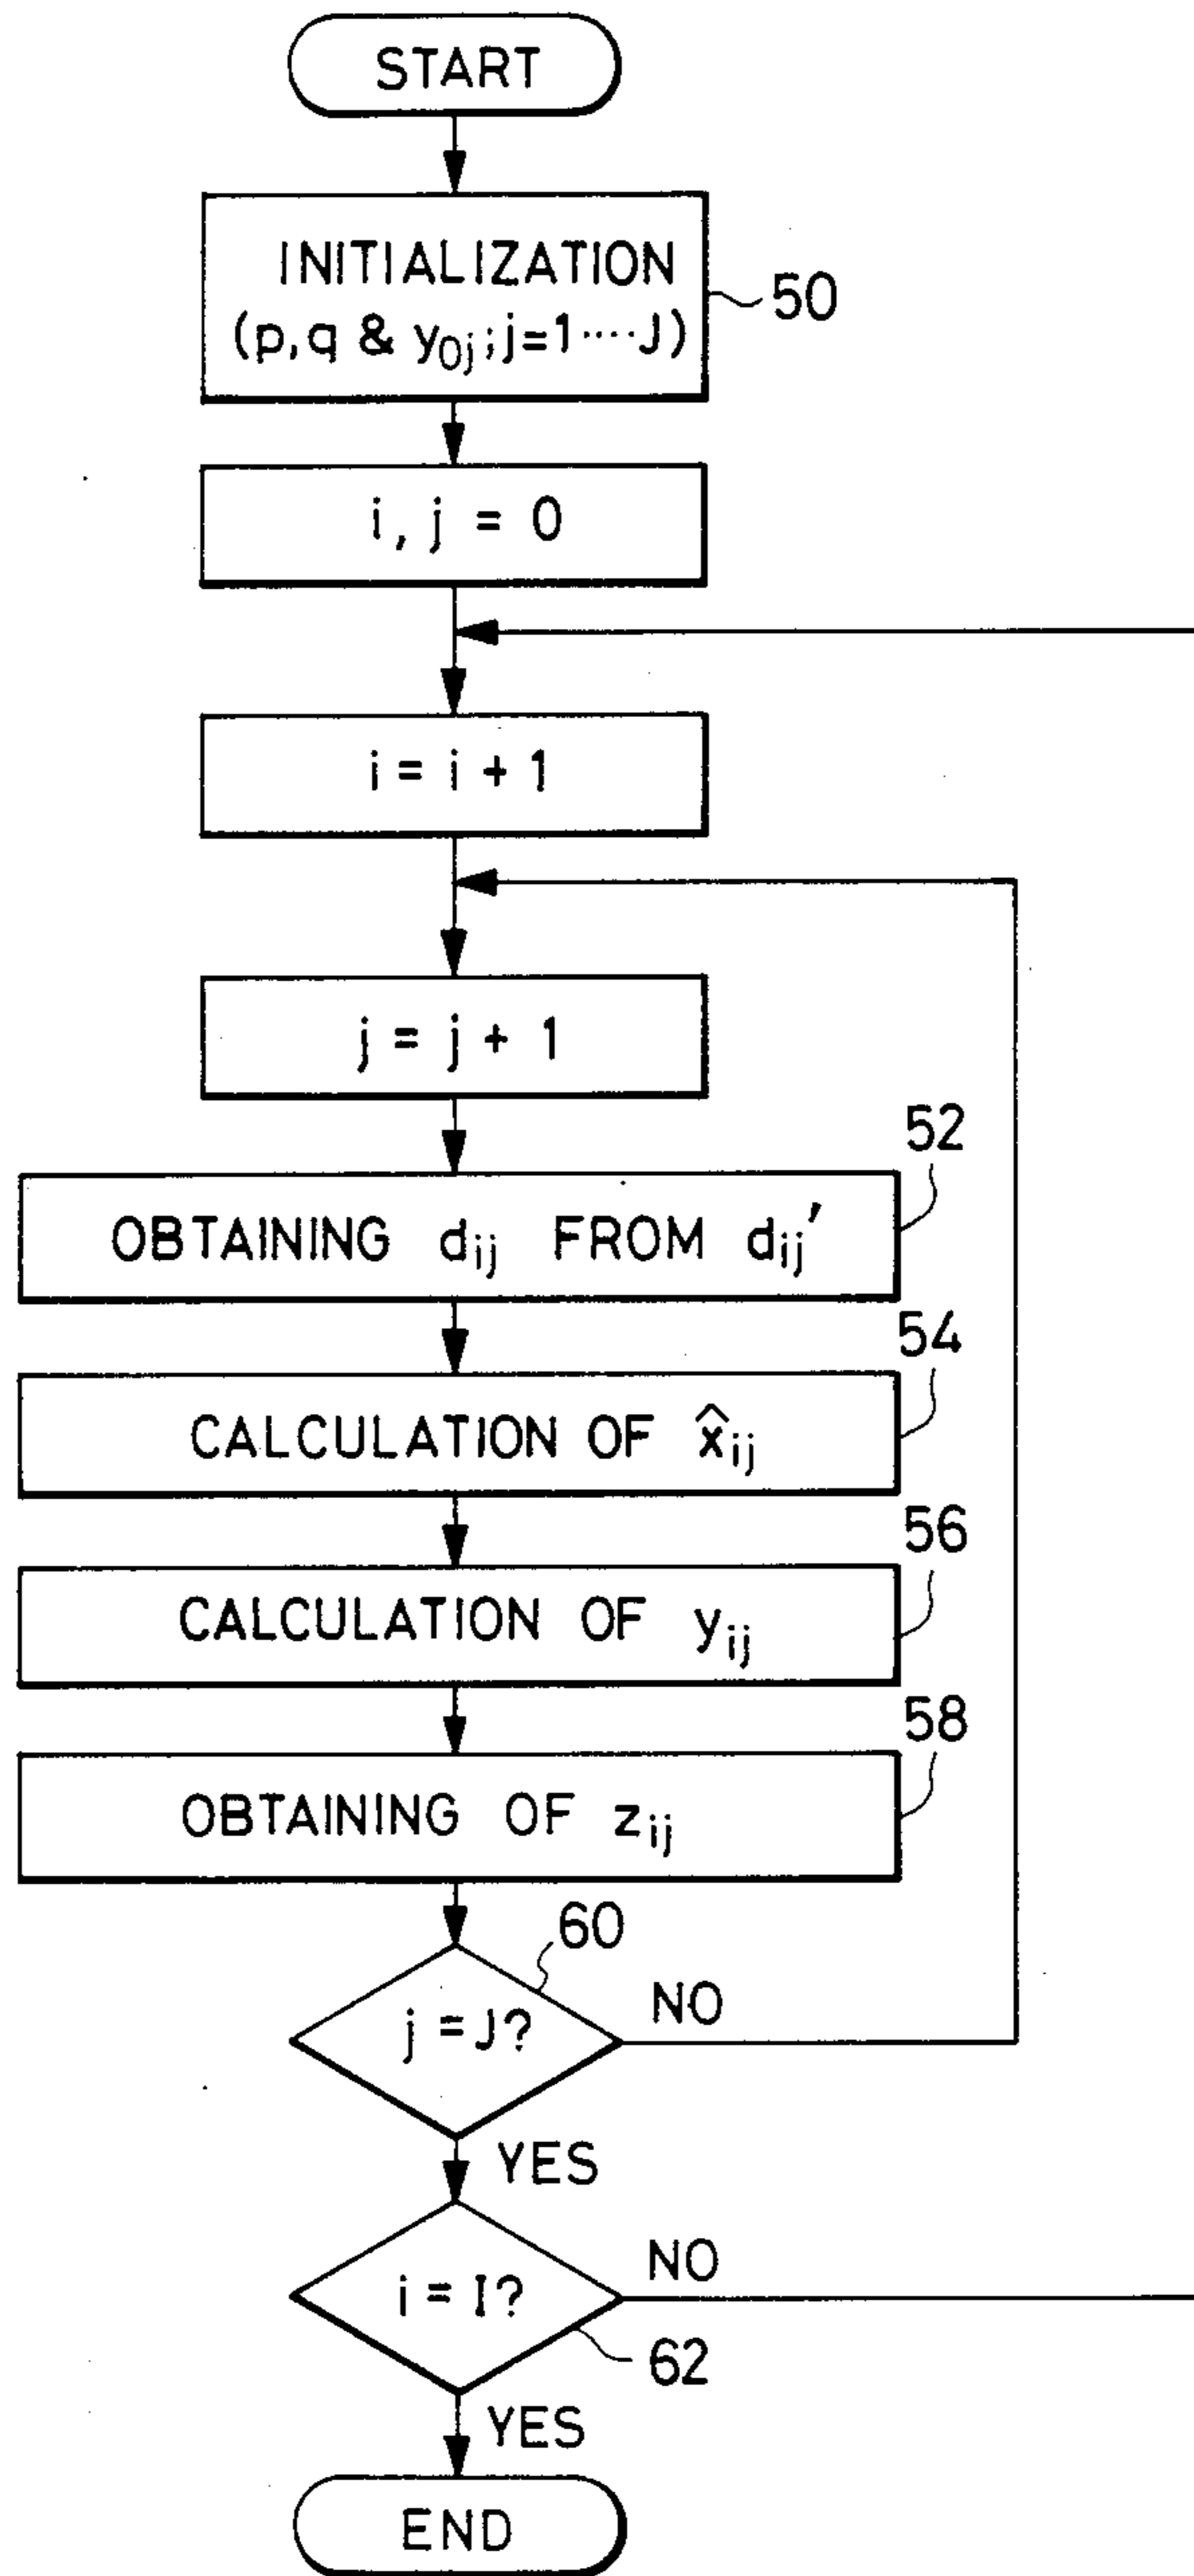 START
INITIALIZATION
(p, q & y₀ⱼ; j=1····J)
50
i, j = 0
i = i + 1
j = j + 1
52
OBTAINING dᵢⱼ FROM dᵢⱼ′
54
CALCULATION OF x̂ᵢⱼ
56
CALCULATION OF yᵢⱼ
58
OBTAINING OF zᵢⱼ
60
j = J?
NO
YES
i = I?
NO
62
YES
END